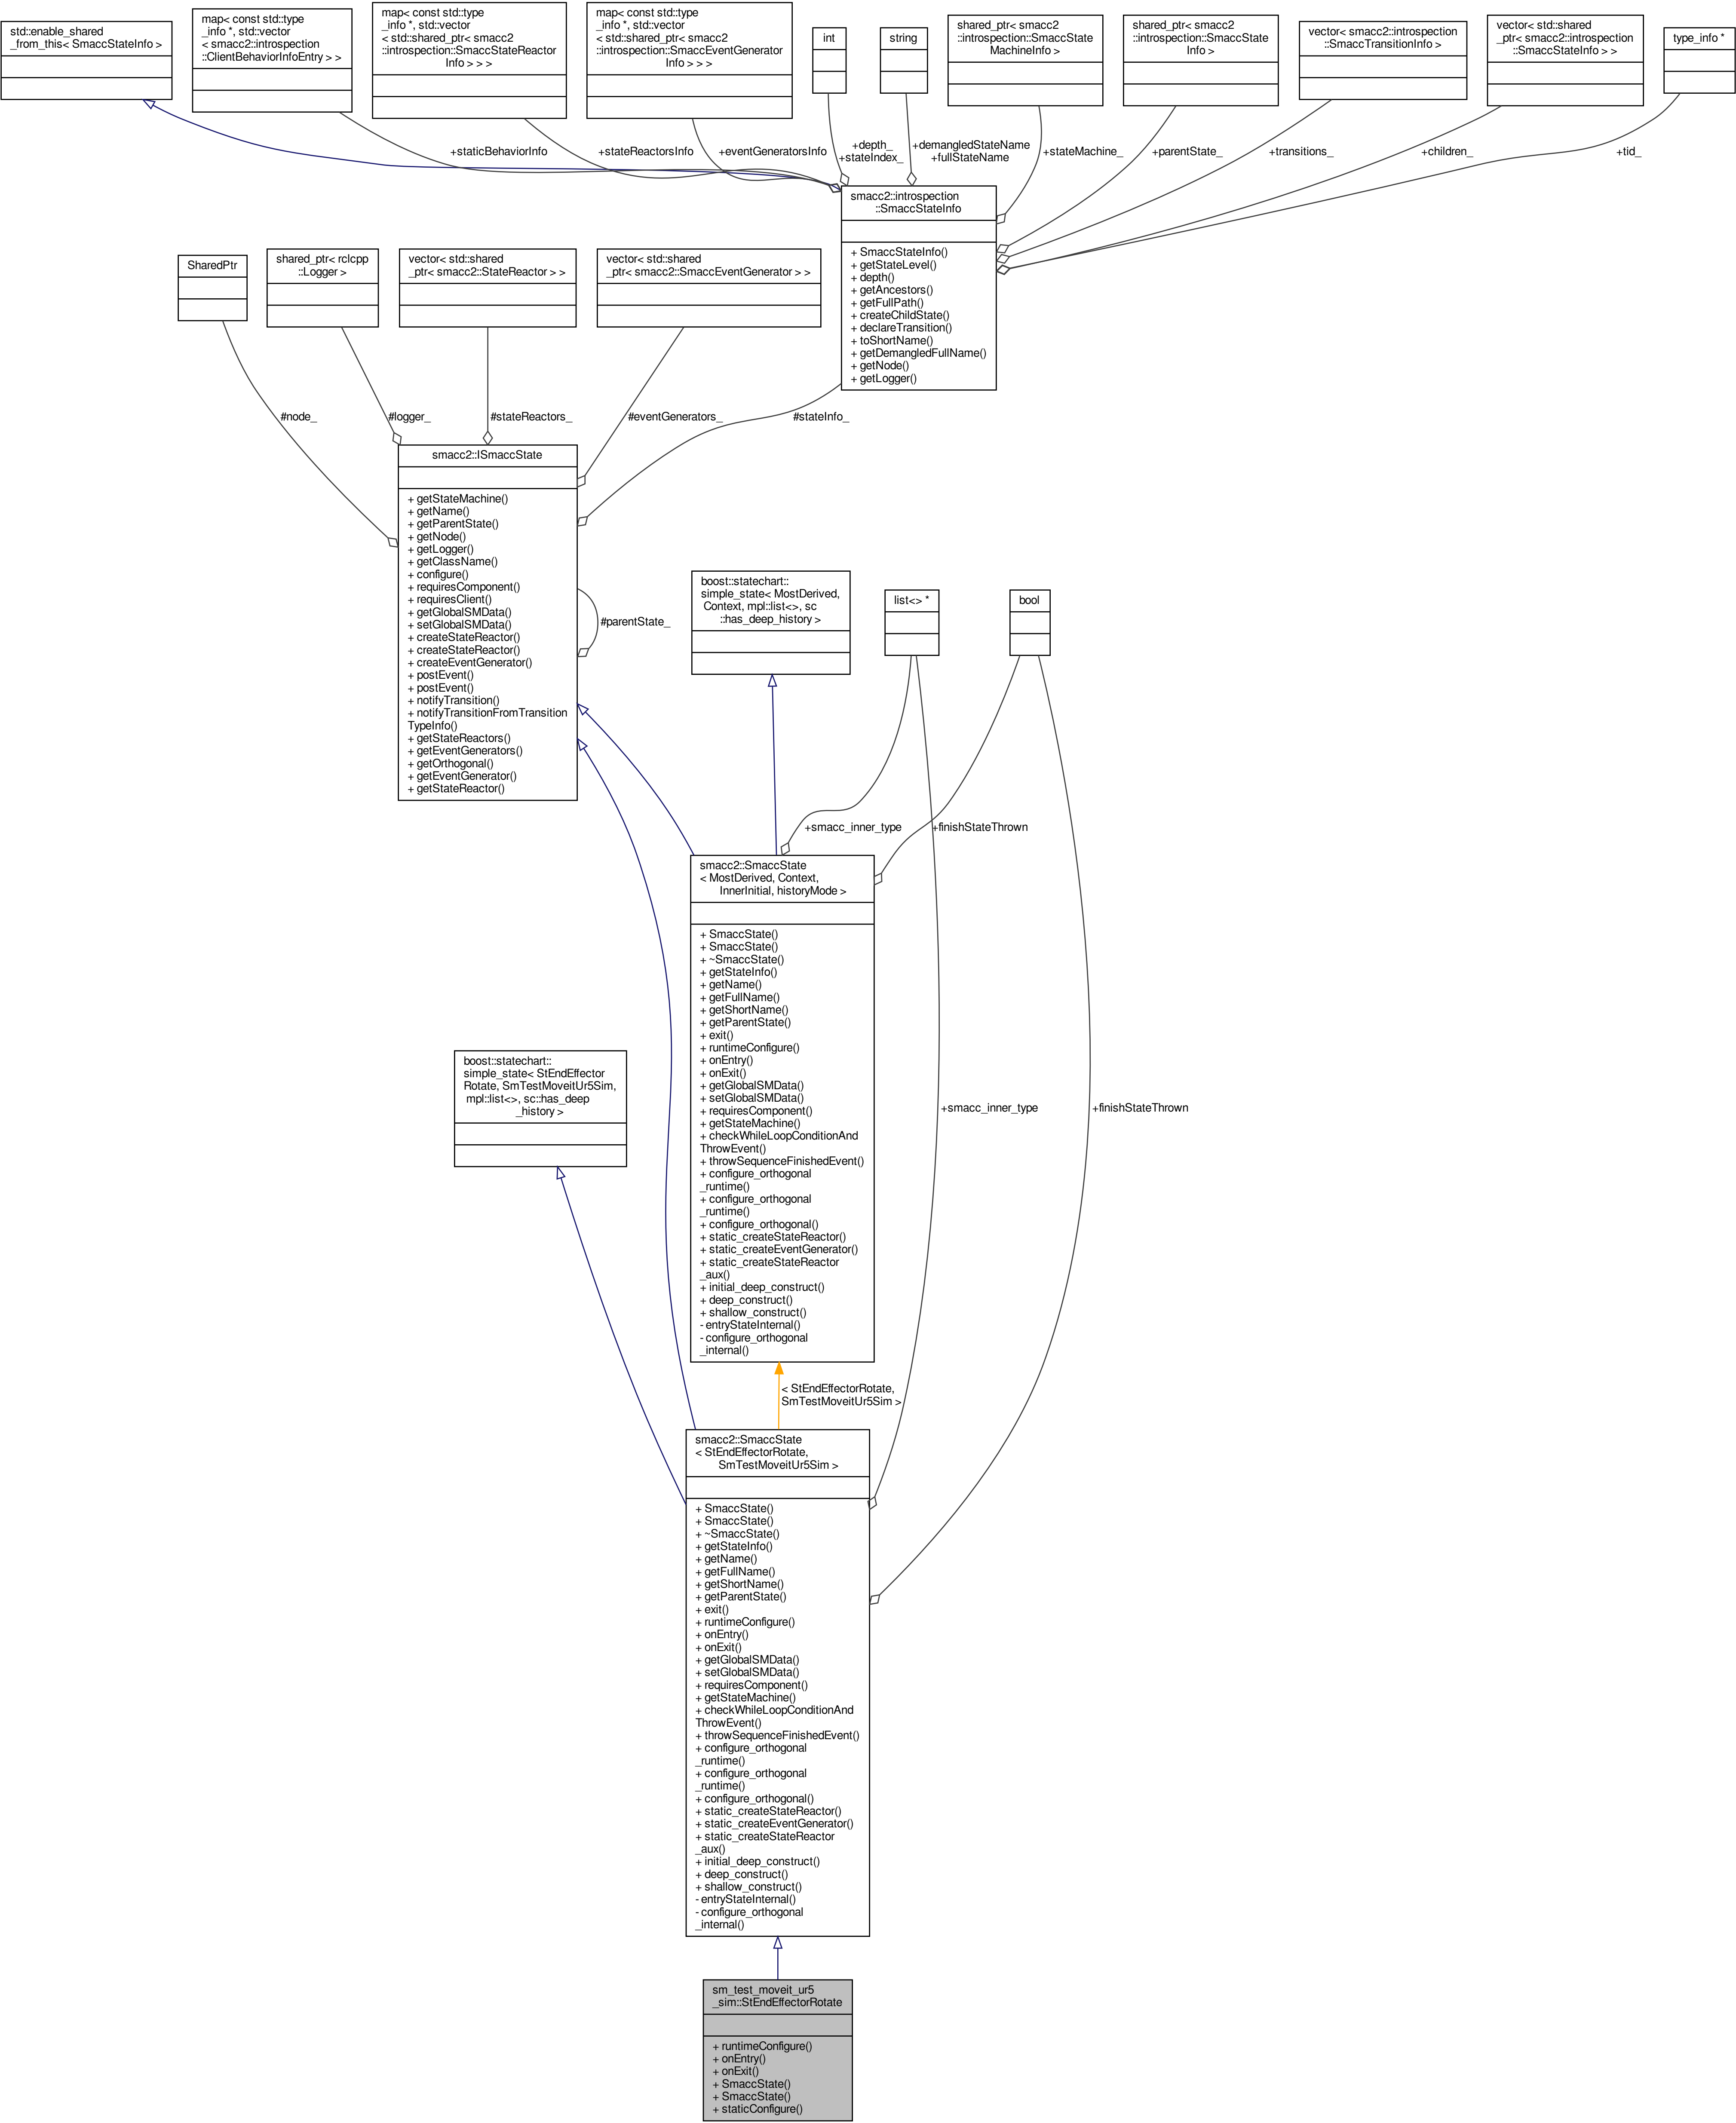 std::enable_shared
_from_this< SmaccStateInfo >
map< const std::type
_info *, std::vector
< smacc2::introspection
::ClientBehaviorInfoEntry > >
map< const std::type
_info *, std::vector
< std::shared_ptr< smacc2
::introspection::SmaccStateReactor
Info > > >
map< const std::type
_info *, std::vector
< std::shared_ptr< smacc2
::introspection::SmaccEventGenerator
Info > > >
int
string
shared_ptr< smacc2
::introspection::SmaccState
MachineInfo >
shared_ptr< smacc2
::introspection::SmaccState
Info >
vector< smacc2::introspection
::SmaccTransitionInfo >
vector< std::shared
_ptr< smacc2::introspection
::SmaccStateInfo > >
type_info *
+staticBehaviorInfo
+stateReactorsInfo
+eventGeneratorsInfo
+depth_
+stateIndex_
+demangledStateName
+fullStateName
+stateMachine_
+parentState_
+transitions_
+children_
+tid_
smacc2::introspection
::SmaccStateInfo
+ SmaccStateInfo()
+ getStateLevel()
+ depth()
+ getAncestors()
+ getFullPath()
+ createChildState()
+ declareTransition()
+ toShortName()
+ getDemangledFullName()
+ getNode()
+ getLogger()
SharedPtr
shared_ptr< rclcpp
::Logger >
vector< std::shared
_ptr< smacc2::StateReactor > >
vector< std::shared
_ptr< smacc2::SmaccEventGenerator > >
#node_
#logger_
#stateReactors_
#eventGenerators_
#stateInfo_
smacc2::ISmaccState
+ getStateMachine()
+ getName()
+ getParentState()
+ getNode()
+ getLogger()
+ getClassName()
+ configure()
+ requiresComponent()
+ requiresClient()
+ getGlobalSMData()
+ setGlobalSMData()
+ createStateReactor()
+ createStateReactor()
+ createEventGenerator()
+ postEvent()
+ postEvent()
+ notifyTransition()
+ notifyTransitionFromTransition
TypeInfo()
+ getStateReactors()
+ getEventGenerators()
+ getOrthogonal()
+ getEventGenerator()
+ getStateReactor()
#parentState_
boost::statechart::
simple_state< MostDerived,
Context, mpl::list<>, sc
::has_deep_history >
list<> *
bool
+smacc_inner_type
+finishStateThrown
smacc2::SmaccState
< MostDerived, Context,
InnerInitial, historyMode >
+ SmaccState()
+ SmaccState()
+ ~SmaccState()
+ getStateInfo()
+ getName()
+ getFullName()
+ getShortName()
+ getParentState()
+ exit()
+ runtimeConfigure()
+ onEntry()
+ onExit()
+ getGlobalSMData()
+ setGlobalSMData()
+ requiresComponent()
+ getStateMachine()
+ checkWhileLoopConditionAnd
ThrowEvent()
+ throwSequenceFinishedEvent()
+ configure_orthogonal
_runtime()
+ configure_orthogonal
_runtime()
+ configure_orthogonal()
+ static_createStateReactor()
+ static_createEventGenerator()
+ static_createStateReactor
_aux()
+ initial_deep_construct()
+ deep_construct()
+ shallow_construct()
- entryStateInternal()
- configure_orthogonal
_internal()
boost::statechart::
simple_state< StEndEffector
Rotate, SmTestMoveitUr5Sim,
mpl::list<>, sc::has_deep
_history >
+smacc_inner_type
+finishStateThrown
< StEndEffectorRotate,
SmTestMoveitUr5Sim >
smacc2::SmaccState
< StEndEffectorRotate,
SmTestMoveitUr5Sim >
+ SmaccState()
+ SmaccState()
+ ~SmaccState()
+ getStateInfo()
+ getName()
+ getFullName()
+ getShortName()
+ getParentState()
+ exit()
+ runtimeConfigure()
+ onEntry()
+ onExit()
+ getGlobalSMData()
+ setGlobalSMData()
+ requiresComponent()
+ getStateMachine()
+ checkWhileLoopConditionAnd
ThrowEvent()
+ throwSequenceFinishedEvent()
+ configure_orthogonal
_runtime()
+ configure_orthogonal
_runtime()
+ configure_orthogonal()
+ static_createStateReactor()
+ static_createEventGenerator()
+ static_createStateReactor
_aux()
+ initial_deep_construct()
+ deep_construct()
+ shallow_construct()
- entryStateInternal()
- configure_orthogonal
_internal()
sm_test_moveit_ur5
_sim::StEndEffectorRotate
+ runtimeConfigure()
+ onEntry()
+ onExit()
+ SmaccState()
+ SmaccState()
+ staticConfigure()